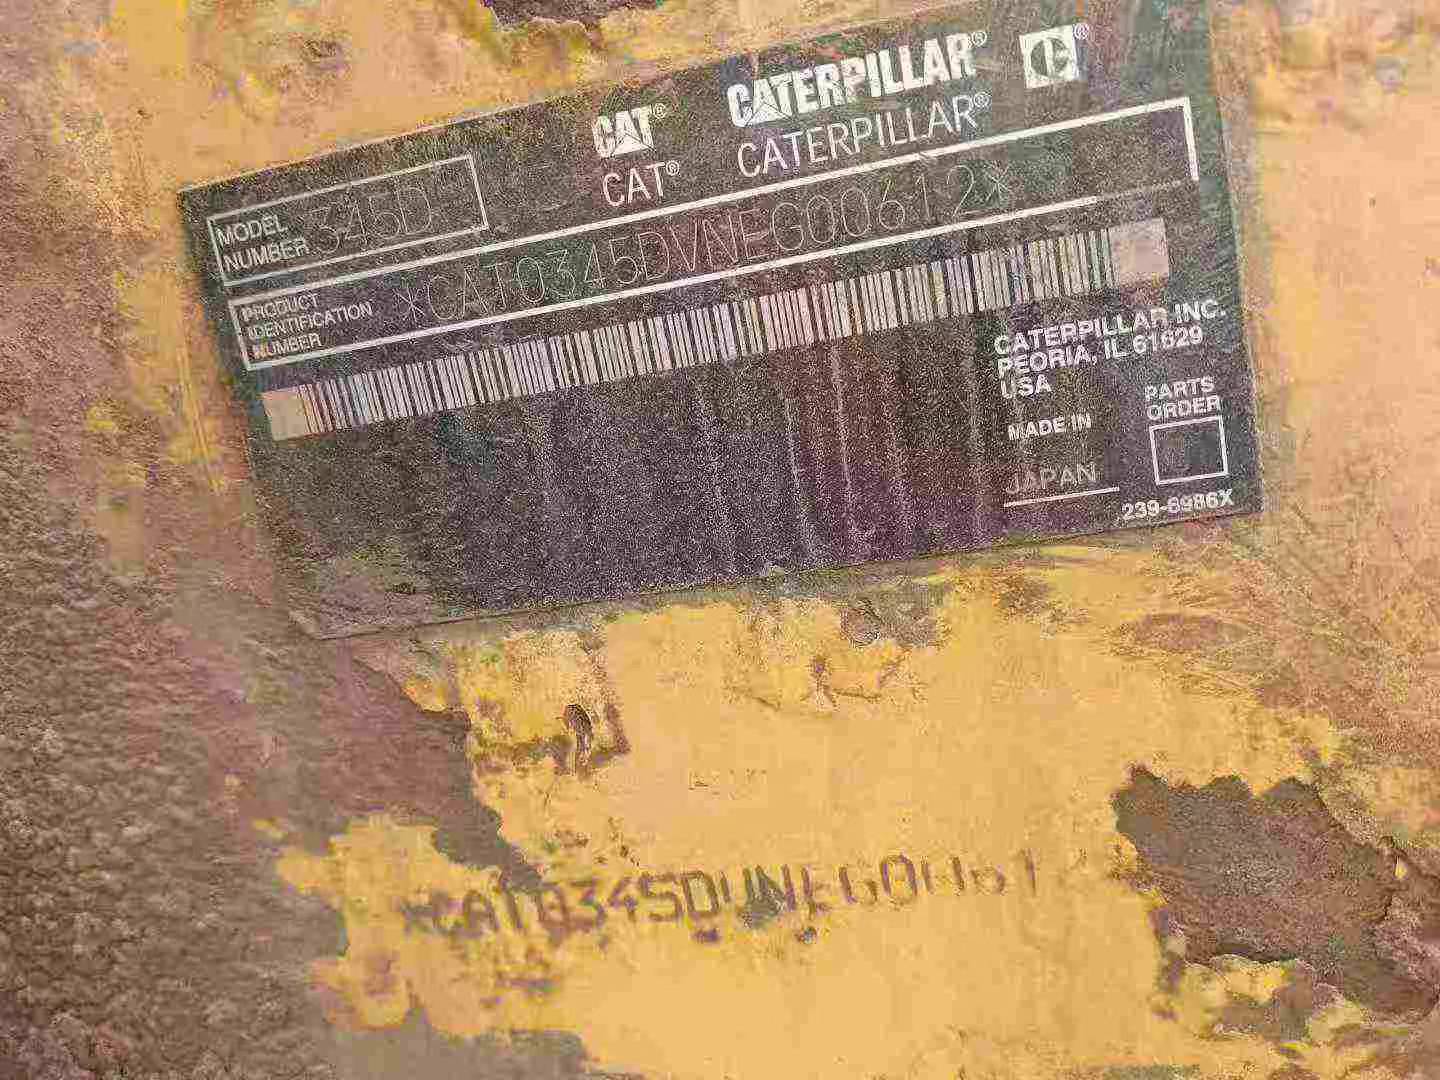 CAT® CATERPILLAR®
CAT® CATERPILLAR®
MODEL NUMBER 345D
PRODUCT IDENTIFICATION NUMBER *CAT0345DVNEG00612*
CATERPILLAR INC.
PEORIA, IL 61629
USA
MADE IN
JAPAN
PARTS
ORDER
239-8986X
*CAT0345DVNEG0061